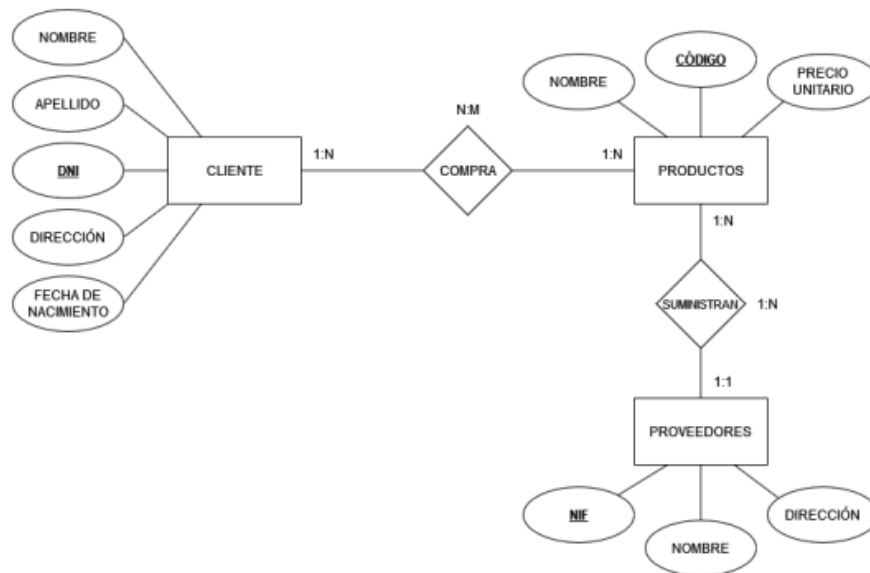 NOMBRE
APELLIDO
DNI
DIRECCIÓN
FECHA DE
NACIMIENTO
CLIENTE
1:N
N:M
COMPRA
1:N
NOMBRE
CÓDIGO
PRECIO
UNITARIO
PRODUCTOS
1:N
SUMINISTRAN
1:N
1:1
PROVEEDORES
NIF
NOMBRE
DIRECCIÓN